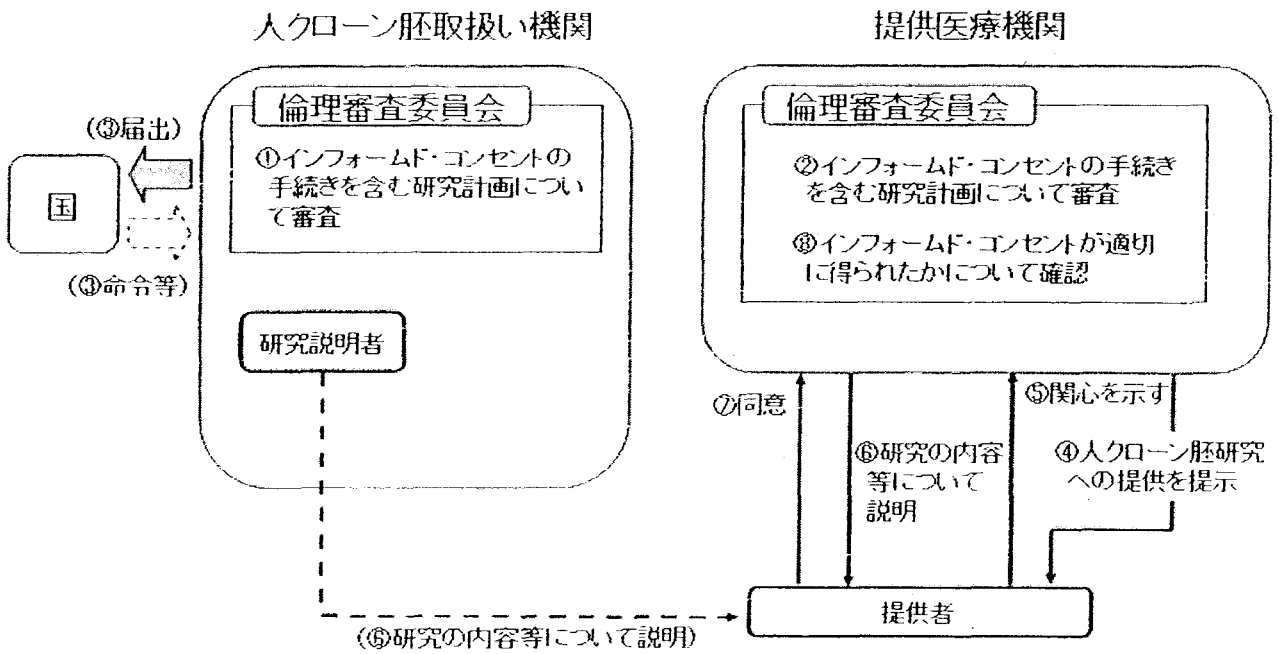 人クローン胚取扱い機関
提供医療機関
倫理審査委員会
①インフォームド・コンセントの
手続きを含む研究計画につい
て審査
(③届出)
国
(③命令等)
研究説明者
倫理審査委員会
②インフォームド・コンセントの手続き
を含む研究計画について審査
⑧インフォームド・コンセントが適切
に得られたかについて確認
⑦同意
⑥研究の内容
等について
説明
⑤関心を示す
④人クローン胚研究
への提供を提示
提供者
(⑥研究の内容等について説明)